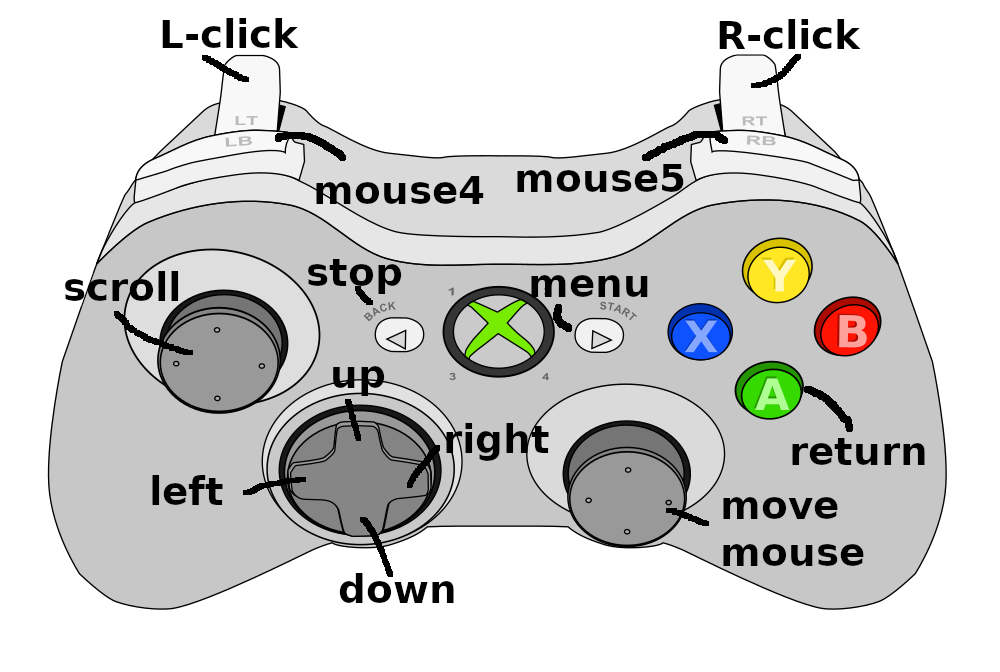 L-click
R-click
LT
RT
LB
RB
mouse4
mouse5
scroll
stop
menu
BACK
START
1
3
4
Y
X
B
A
up
right
left
return
move
mouse
down